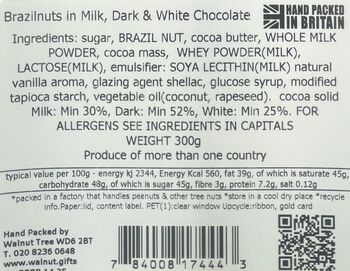 Brazilnuts in Milk, Dark & White Chocolate
HAND PACKED
IN BRITAIN
Ingredients: sugar, BRAZIL NUT, cocoa butter, WHOLE MILK
POWDER, cocoa mass,  WHEY POWDER(MILK),
LACTOSE(MILK), emulsifier: SOYA LECITHIN(MILK) natural
vanilla aroma, glazing agent shellac, glucose syrup, modified
tapioca starch, vegetable oil(coconut, rapeseed).  cocoa solid
Milk: Min 30%, Dark: Min 52%, White: Min 25%. FOR
ALLERGENS SEE INGREDIENTS IN CAPITALS
WEIGHT 300g
Produce of more than one country
typical value per 100g - energy kj 2344, Energy Kcal 560, fat 39g, of which is saturate 45g,
carbohydrate 48g, of which is sugar 45g, fibre 3g, protein 7.2g, salt 0.12g
*packed in a factory that handles peanuts & other tree nuts* *store in a cool dry place* *recycle
info.Paper:lid, content label. PET(1):clear window Upcycle:ribbon, gold card
Hand Packed by
Walnut Tree WD6 2BT
T. 020 8236 0648
www.walnut.gifts
7 84008 17444 3